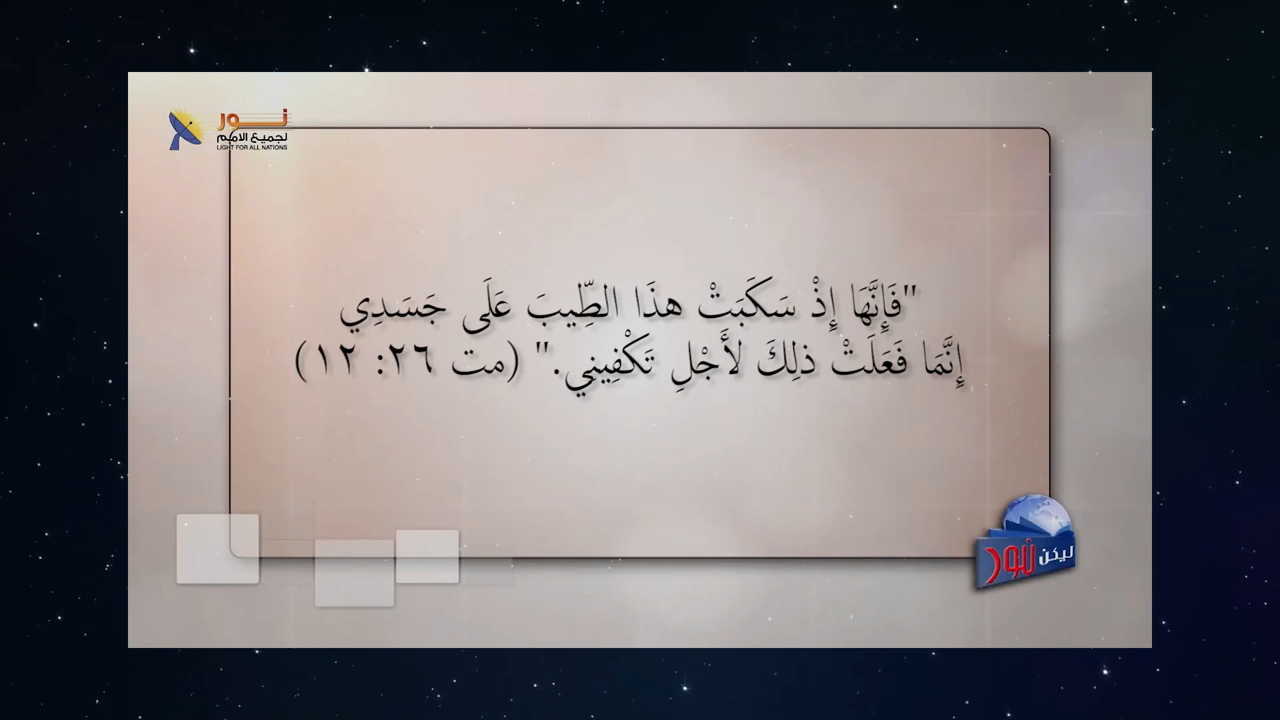 نور
لجميع الامم
LIGHT FOR ALL NATIONS
"فَإِنَّهَا إِذْ سَكَبَتْ هذَا الطِّيبَ عَلَى جَسَدِي
إِنَّمَا فَعَلَتْ ذلِكَ لأَجْلِ تَكْفِينِي." (مت ٢٦: ١٢)
ليكن نور